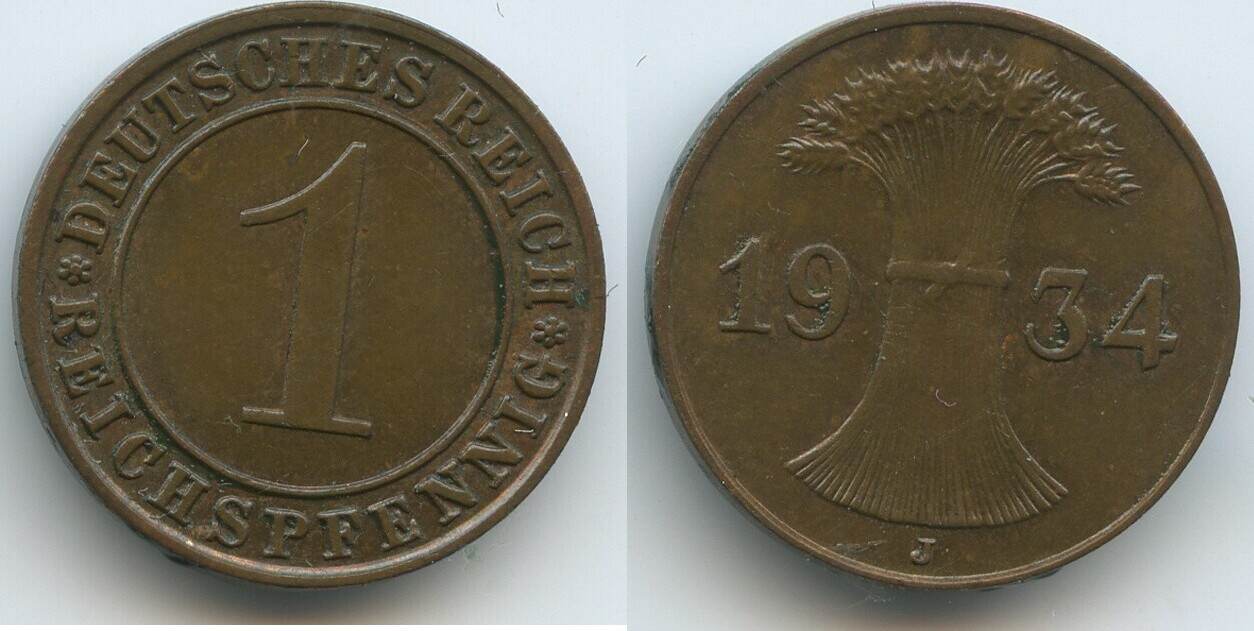 DEUTSCHES REICH
REICHSPFENNIG
1
1934
J